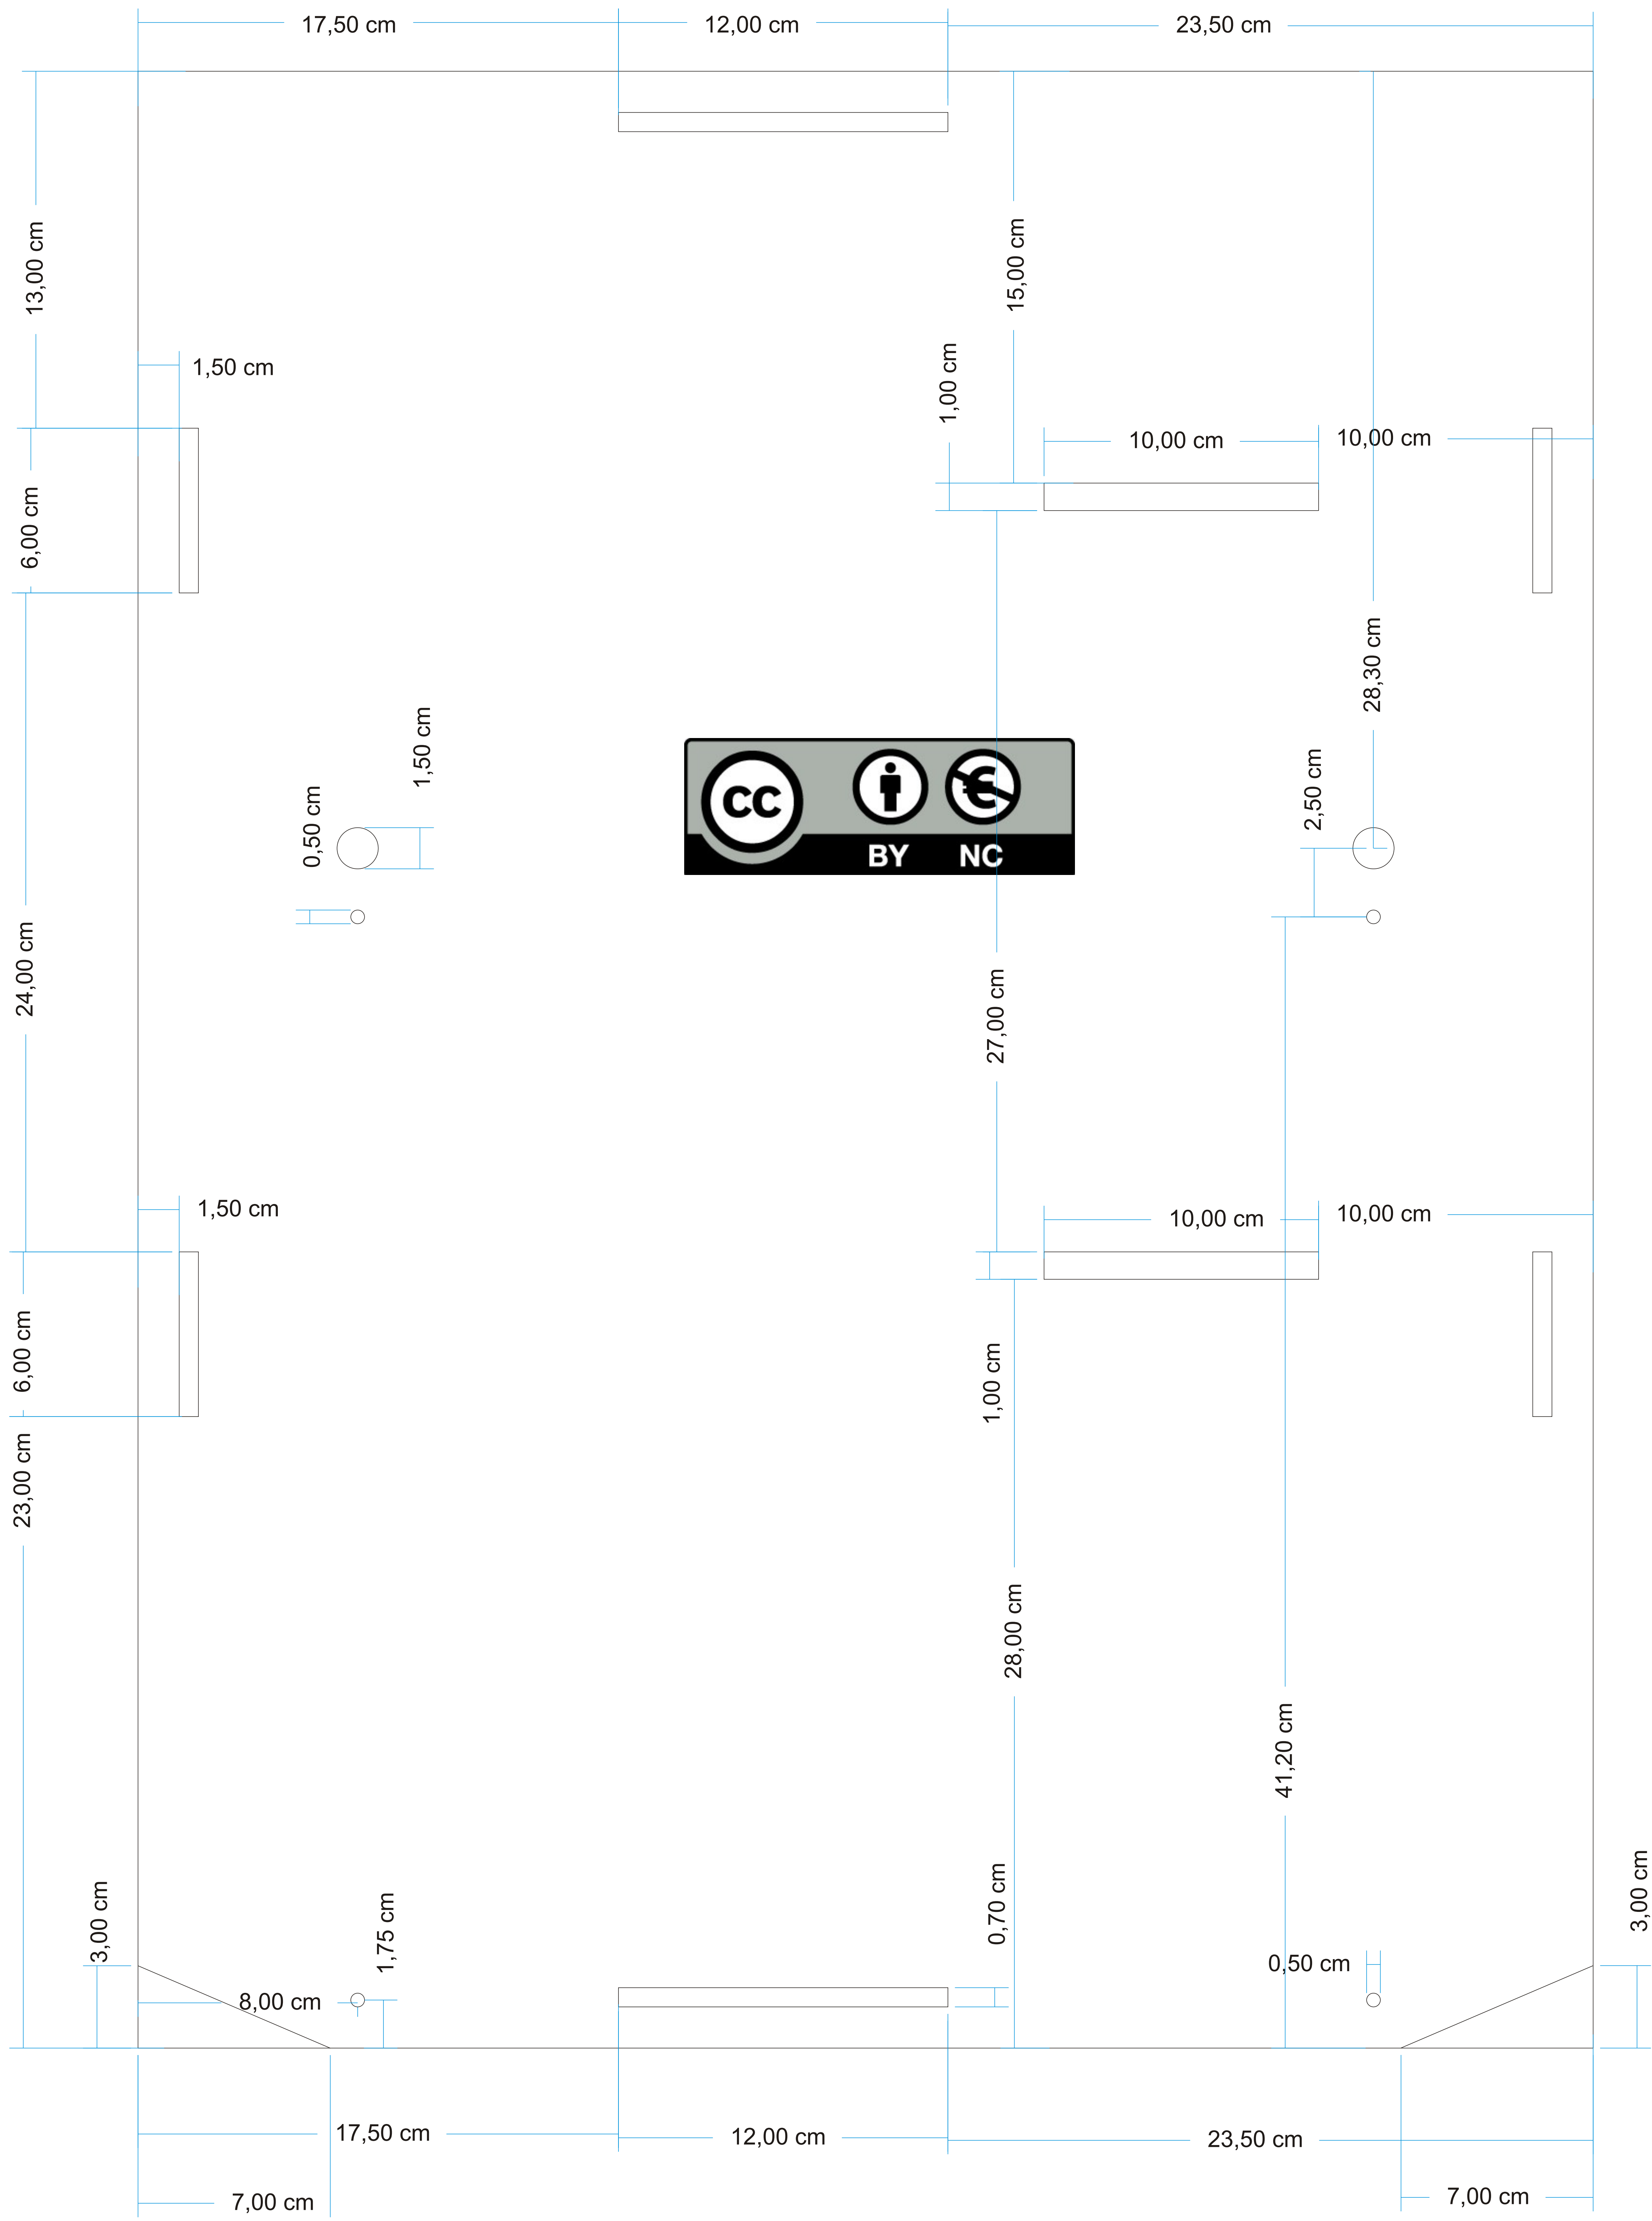 17,50 cm
12,00 cm
23,50 cm
13,00 cm
15,00 cm
1,50 cm
1,00 cm
10,00 cm
10,00 cm
6,00 cm
28,30 cm
1,50 cm
2,50 cm
0,50 cm
CC
BY
NC
24,00 cm
27,00 cm
1,50 cm
10,00 cm
10,00 cm
6,00 cm
1,00 cm
23,00 cm
28,00 cm
41,20 cm
3,00 cm
1,75 cm
0,70 cm
3,00 cm
0,50 cm
8,00 cm
17,50 cm
12,00 cm
23,50 cm
7,00 cm
7,00 cm